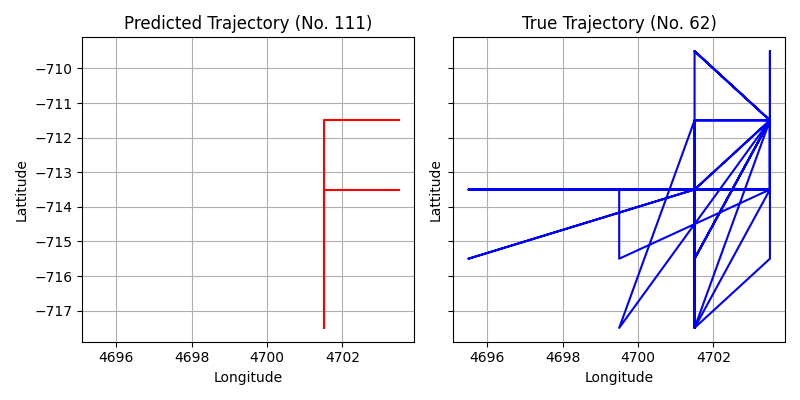 Predicted Trajectory (No. 111)
Lattitude
−710
−711
−712
−713
−714
−715
−716
−717
4696
4698
4700
4702
Longitude
True Trajectory (No. 62)
Lattitude
4696
4698
4700
4702
Longitude